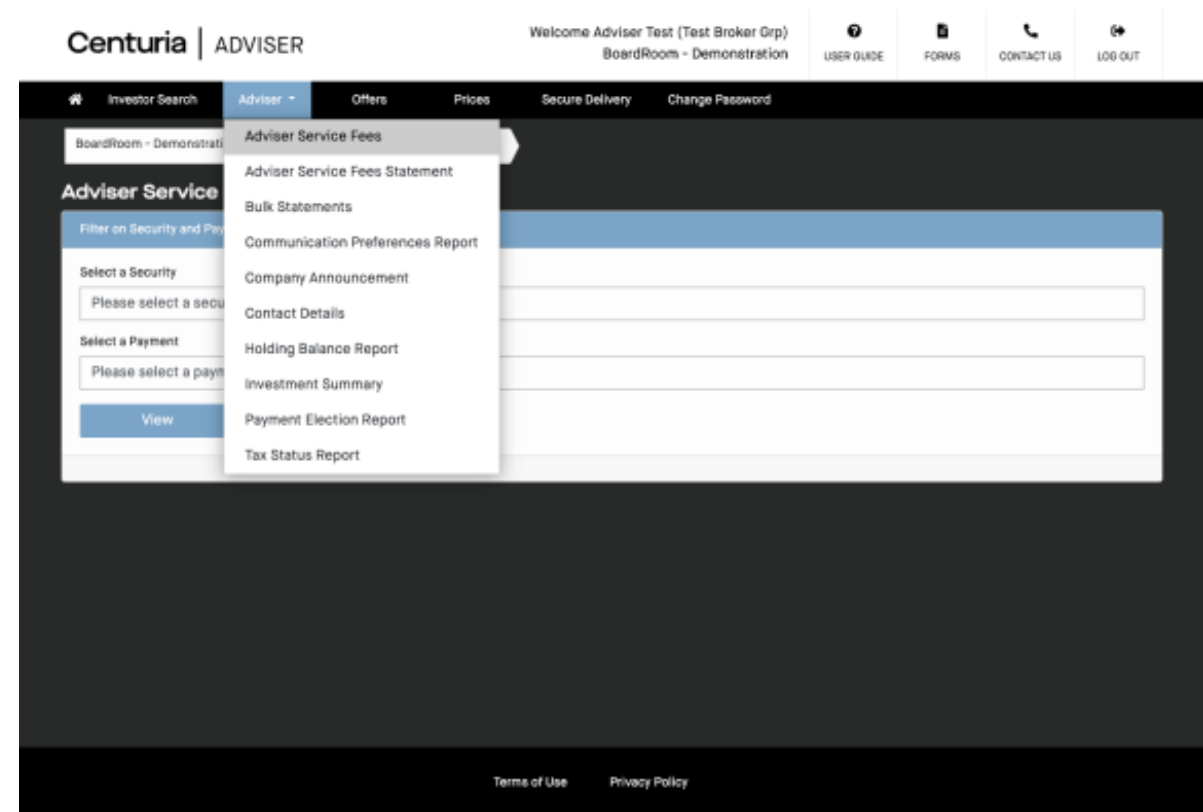 Centuria | ADVISER
Welcome Adviser Test (Test Broker Grp)
BoardRoom - Demonstration
USER GUIDE
FORMS
CONTACT US
LOG OUT
Investor Search
Adviser
Offers
Prices
Secure Delivery
Change Password
BoardRoom - Demonstrati
Adviser Service
Filter on Security and Pay
Select a Security
Please select a secu
Select a Payment
Please select a payn
View
Adviser Service Fees
Adviser Service Fees Statement
Bulk Statements
Communication Preferences Report
Company Announcement
Contact Details
Holding Balance Report
Investment Summary
Payment Election Report
Tax Status Report
Terms of Use
Privacy Policy